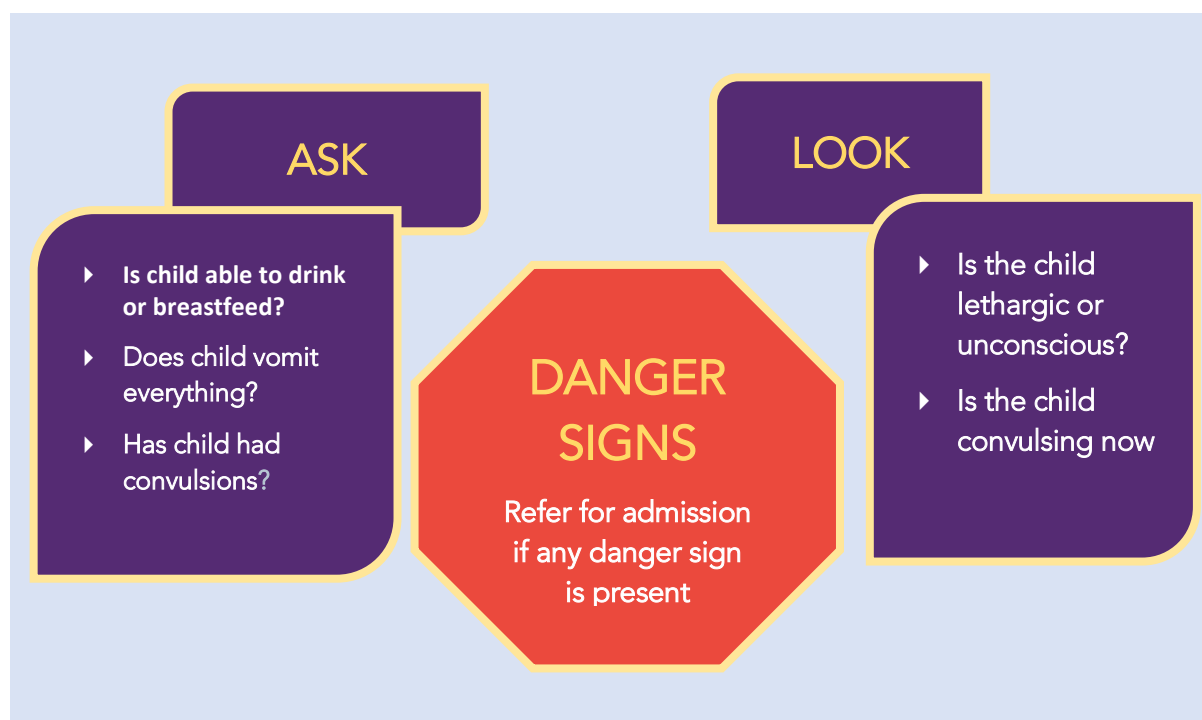 ASK
Is child able to drink
or breastfeed?
Does child vomit
everything?
Has child had
convulsions?
DANGER
SIGNS
Refer for admission
if any danger sign
is present
LOOK
Is the child
lethargic or
unconscious?
Is the child
convulsing now